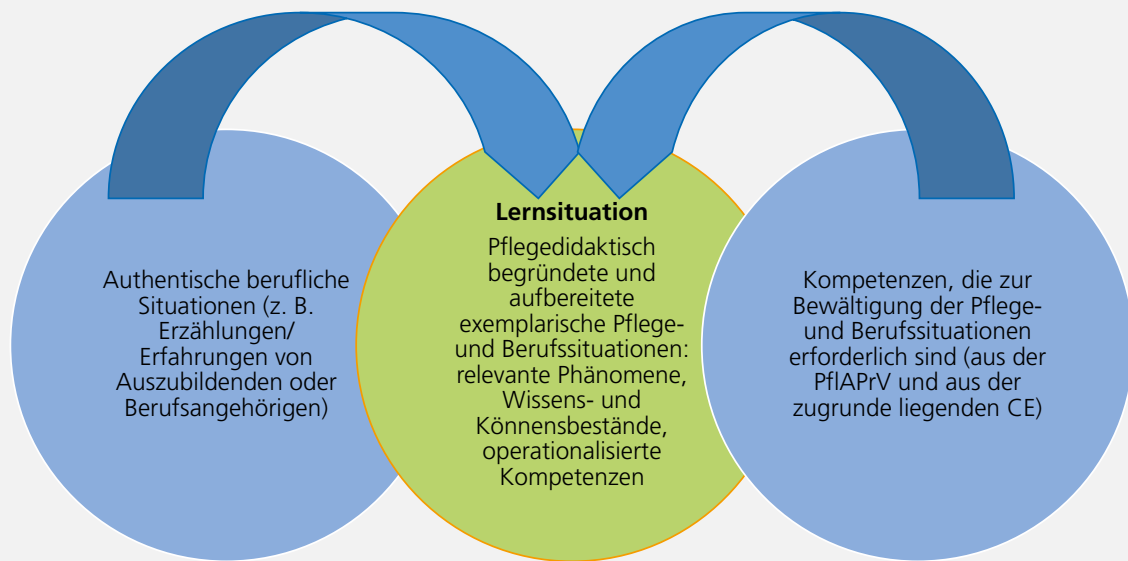 Authentische berufliche
Situationen (z. B.
Erzählungen/
Erfahrungen von
Auszubildenden oder
Berufsangehörigen)
Lernsituation
Pflegedidaktisch
begründete und
aufbereitete
exemplarische Pflege-
und Berufssituationen:
relevante Phänomene,
Wissens- und
Könnensbestände,
operationalisierte
Kompetenzen
Kompetenzen, die zur
Bewältigung der Pflege-
und Berufssituationen
erforderlich sind (aus der
PflAPrV und aus der
zugrunde liegenden CE)